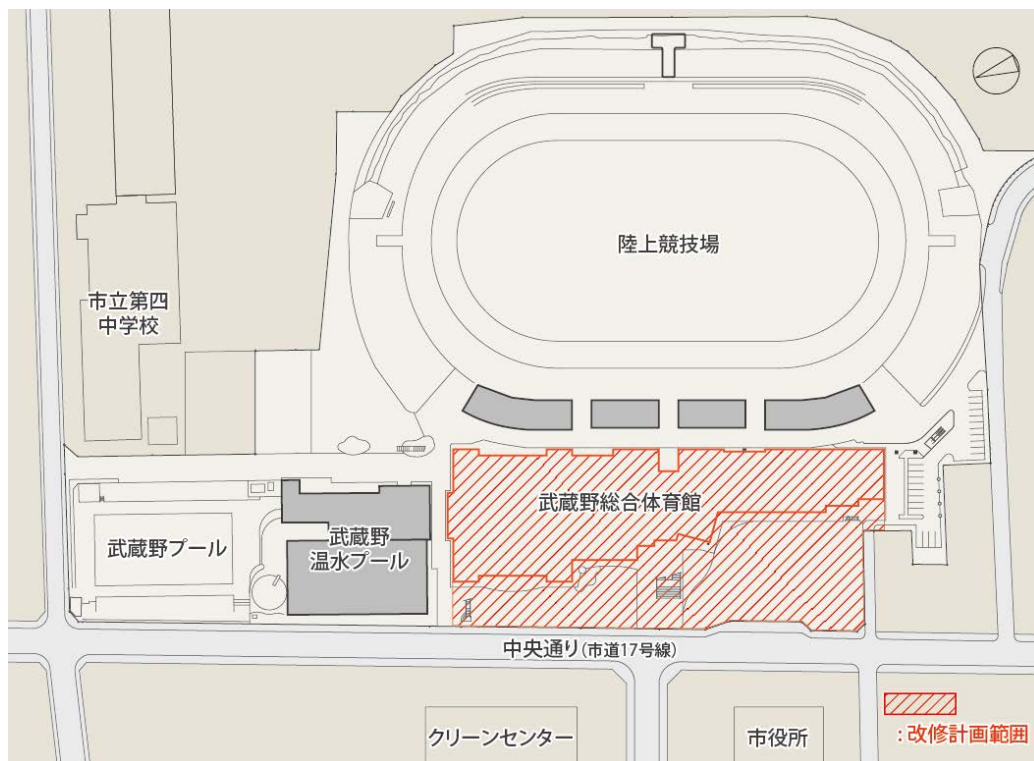 陸上競技場
市立第四
中学校
武蔵野総合体育館
武蔵野プール
武蔵野
温水プール
中央通り(市道17号線)
クリーンセンター
市役所
:改修計画範囲